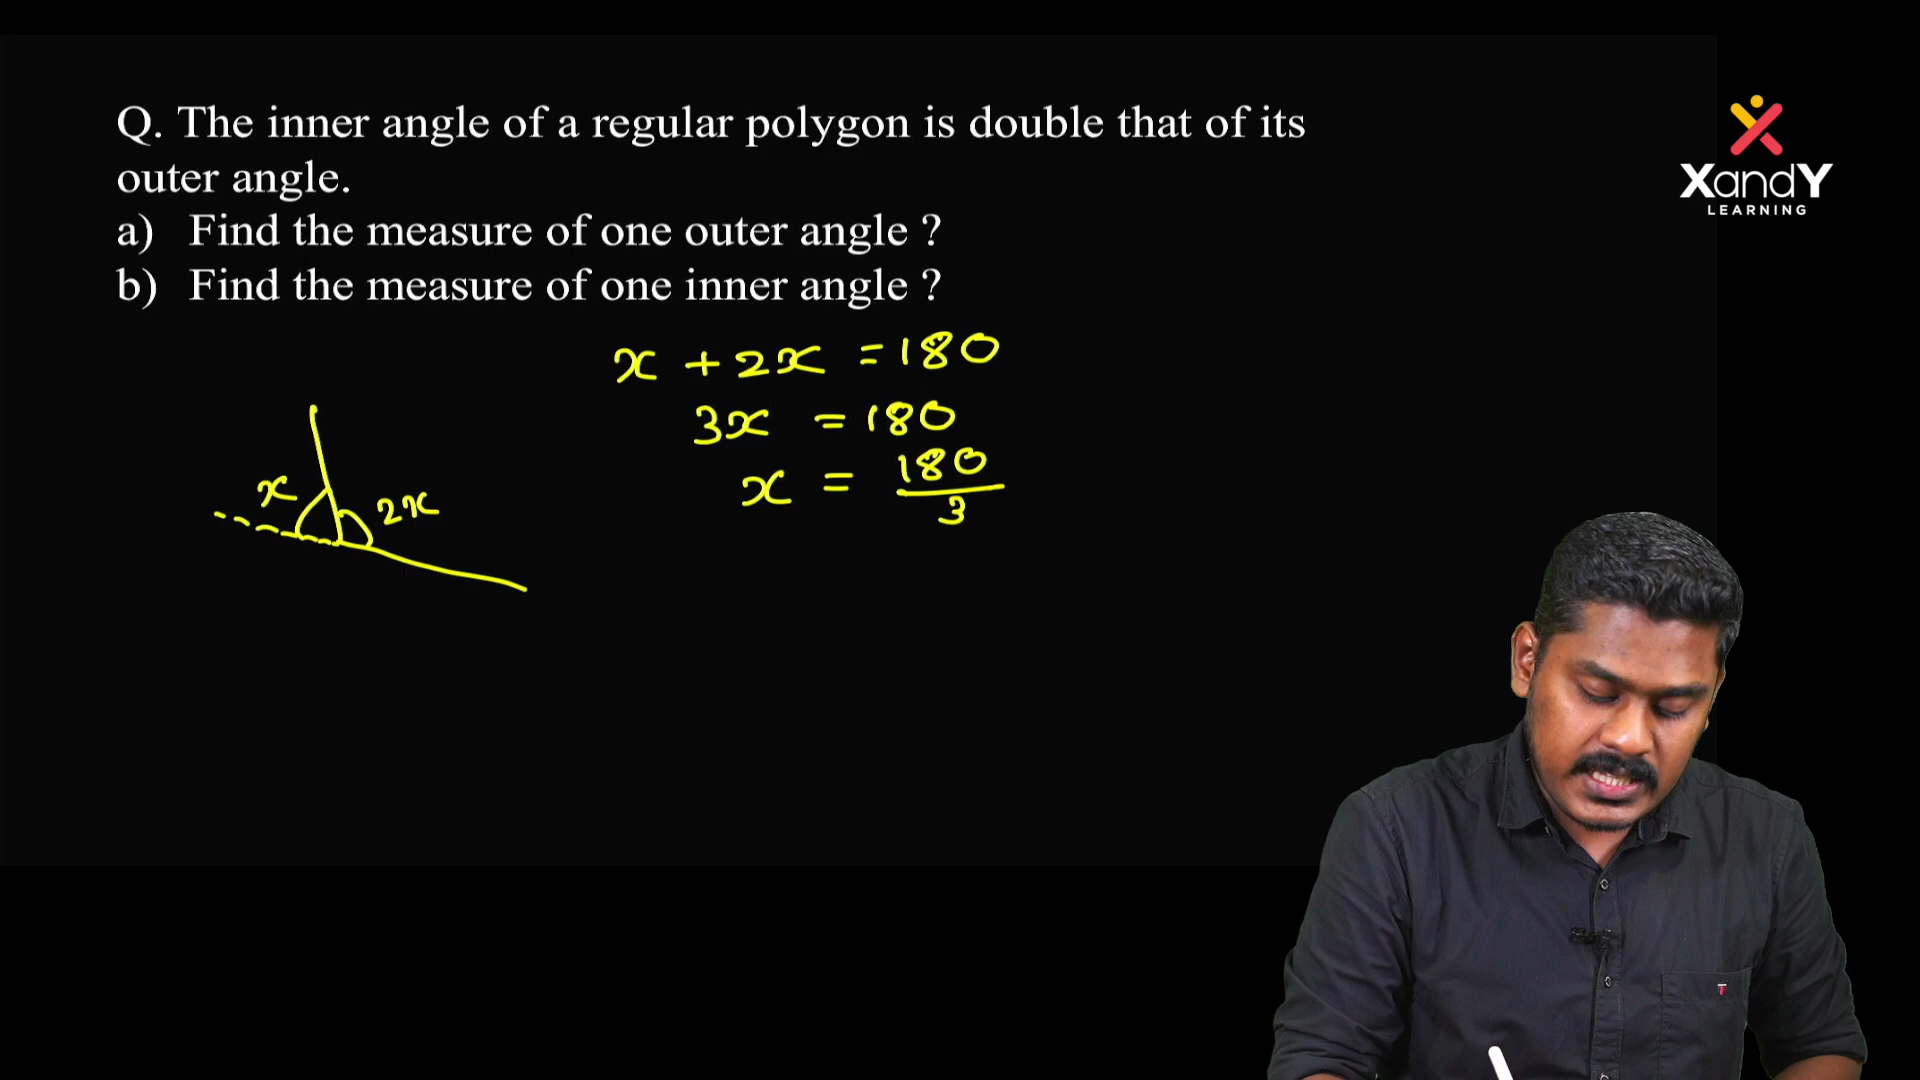 Q. The inner angle of a regular polygon is double that of its
outer angle.
a) Find the measure of one outer angle ?
b) Find the measure of one inner angle ?
XandY
LEARNING
x + 2x = 180
3x = 180
x = 180/3
x
2x